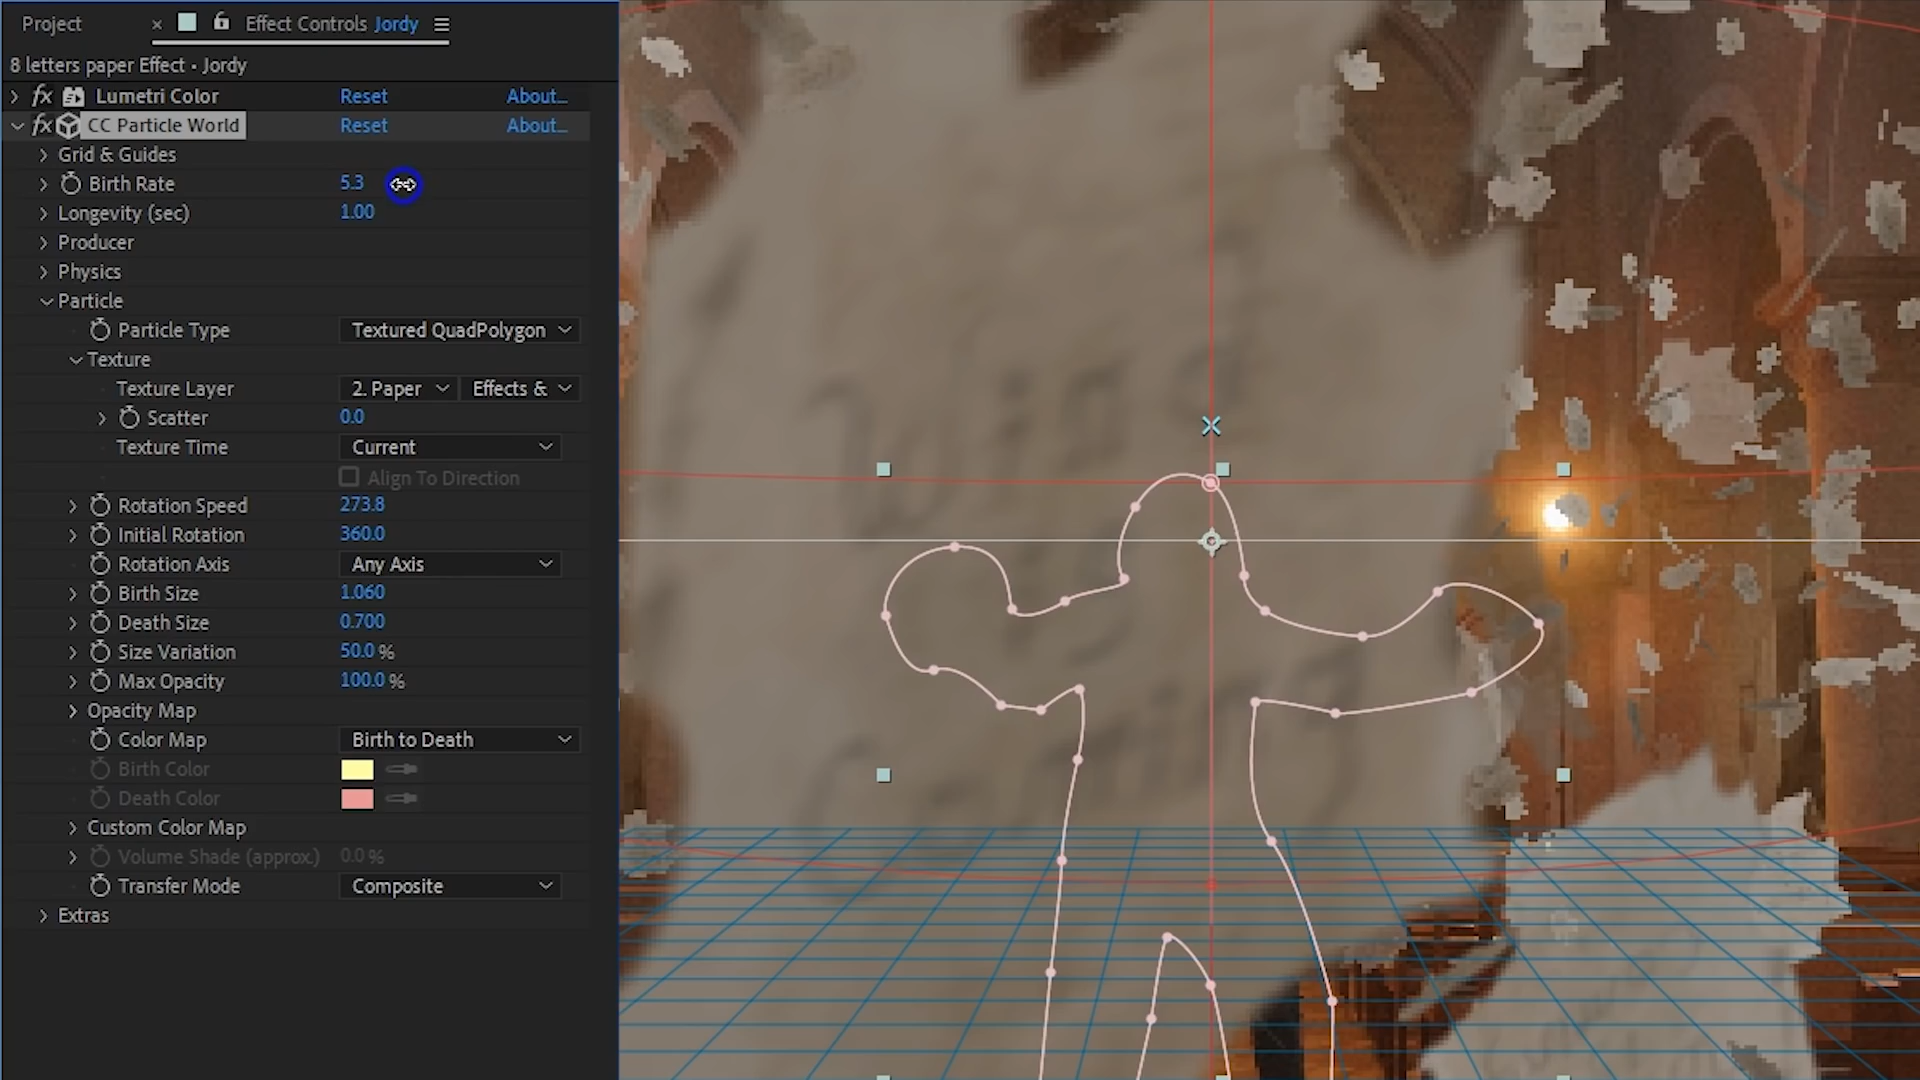 Project
× Effect Controls Jordy
8 letters paper Effect • Jordy
fx Lumetri Color Reset About...
fx CC Particle World Reset About...
Grid & Guides
Birth Rate 5.3
Longevity (sec) 1.00
Producer
Physics
Particle
Particle Type Textured QuadPolygon
Texture
Texture Layer 2. Paper Effects &
Scatter 0.0
Texture Time Current
Align To Direction
Rotation Speed 273.8
Initial Rotation 360.0
Rotation Axis Any Axis
Birth Size 1.060
Death Size 0.700
Size Variation 50.0 %
Max Opacity 100.0 %
Opacity Map
Color Map Birth to Death
Birth Color
Death Color
Custom Color Map
Volume Shade (approx.) 0.0 %
Transfer Mode Composite
Extras